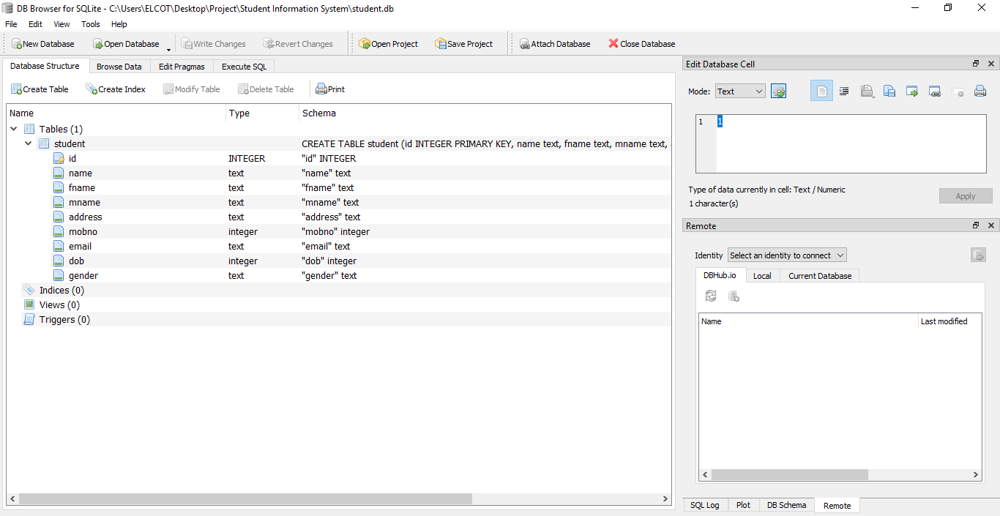 DB Browser for SQLite - C:\Users\ELCOT\Desktop\Project\Student Information System\student.db
File Edit View Tools Help
New Database Open Database Write Changes Revert Changes Open Project Save Project Attach Database Close Database
Database Structure Browse Data Edit Pragmas Execute SQL
Create Table Create Index Modify Table Delete Table Print
Name Type Schema
Tables (1)
student CREATE TABLE student (id INTEGER PRIMARY KEY, name text, fname text, mname text,
id INTEGER "id" INTEGER
name text "name" text
fname text "fname" text
mname text "mname" text
address text "address" text
mobno integer "mobno" integer
email text "email" text
dob integer "dob" integer
gender text "gender" text
Indices (0)
Views (0)
Triggers (0)
Edit Database Cell
Mode: Text
1 1
Type of data currently in cell: Text / Numeric
1 character(s)
Apply
Remote
Identity Select an identity to connect
DBHub.io Local Current Database
Name Last modified
SQL Log Plot DB Schema Remote